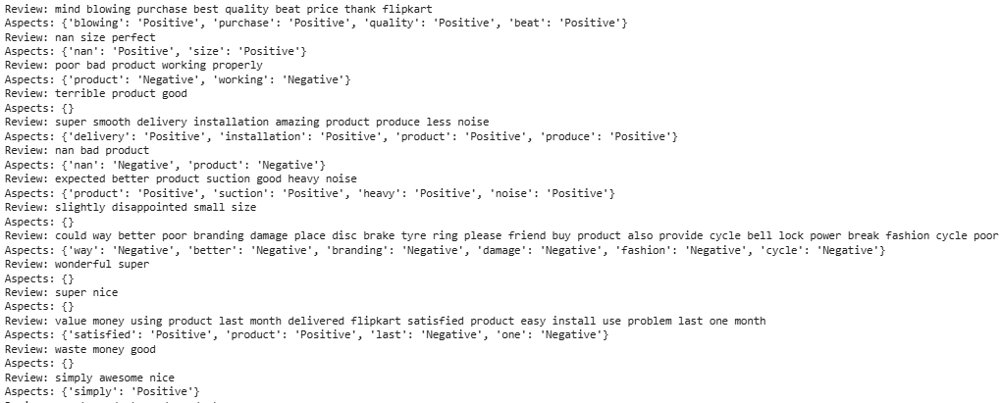 Review: mind blowing purchase best quality beat price thank flipkart
Aspects: {'blowing': 'Positive', 'purchase': 'Positive', 'quality': 'Positive', 'beat': 'Positive'}
Review: nan size perfect
Aspects: {'nan': 'Positive', 'size': 'Positive'}
Review: poor bad product working properly
Aspects: {'product': 'Negative', 'working': 'Negative'}
Review: terrible product good
Aspects: {}
Review: super smooth delivery installation amazing product produce less noise
Aspects: {'delivery': 'Positive', 'installation': 'Positive', 'product': 'Positive', 'produce': 'Positive'}
Review: nan bad product
Aspects: {'nan': 'Negative', 'product': 'Negative'}
Review: expected better product suction good heavy noise
Aspects: {'product': 'Positive', 'suction': 'Positive', 'heavy': 'Positive', 'noise': 'Positive'}
Review: slightly disappointed small size
Aspects: {}
Review: could way better poor branding damage place disc brake tyre ring please friend buy product also provide cycle bell lock power break fashion cycle poor
Aspects: {'way': 'Negative', 'better': 'Negative', 'branding': 'Negative', 'damage': 'Negative', 'fashion': 'Negative', 'cycle': 'Negative'}
Review: wonderful super
Aspects: {}
Review: super nice
Aspects: {}
Review: value money using product last month delivered flipkart satisfied product easy install use problem last one month
Aspects: {'satisfied': 'Positive', 'product': 'Positive', 'last': 'Negative', 'one': 'Negative'}
Review: waste money good
Aspects: {}
Review: simply awesome nice
Aspects: {'simply': 'Positive'}